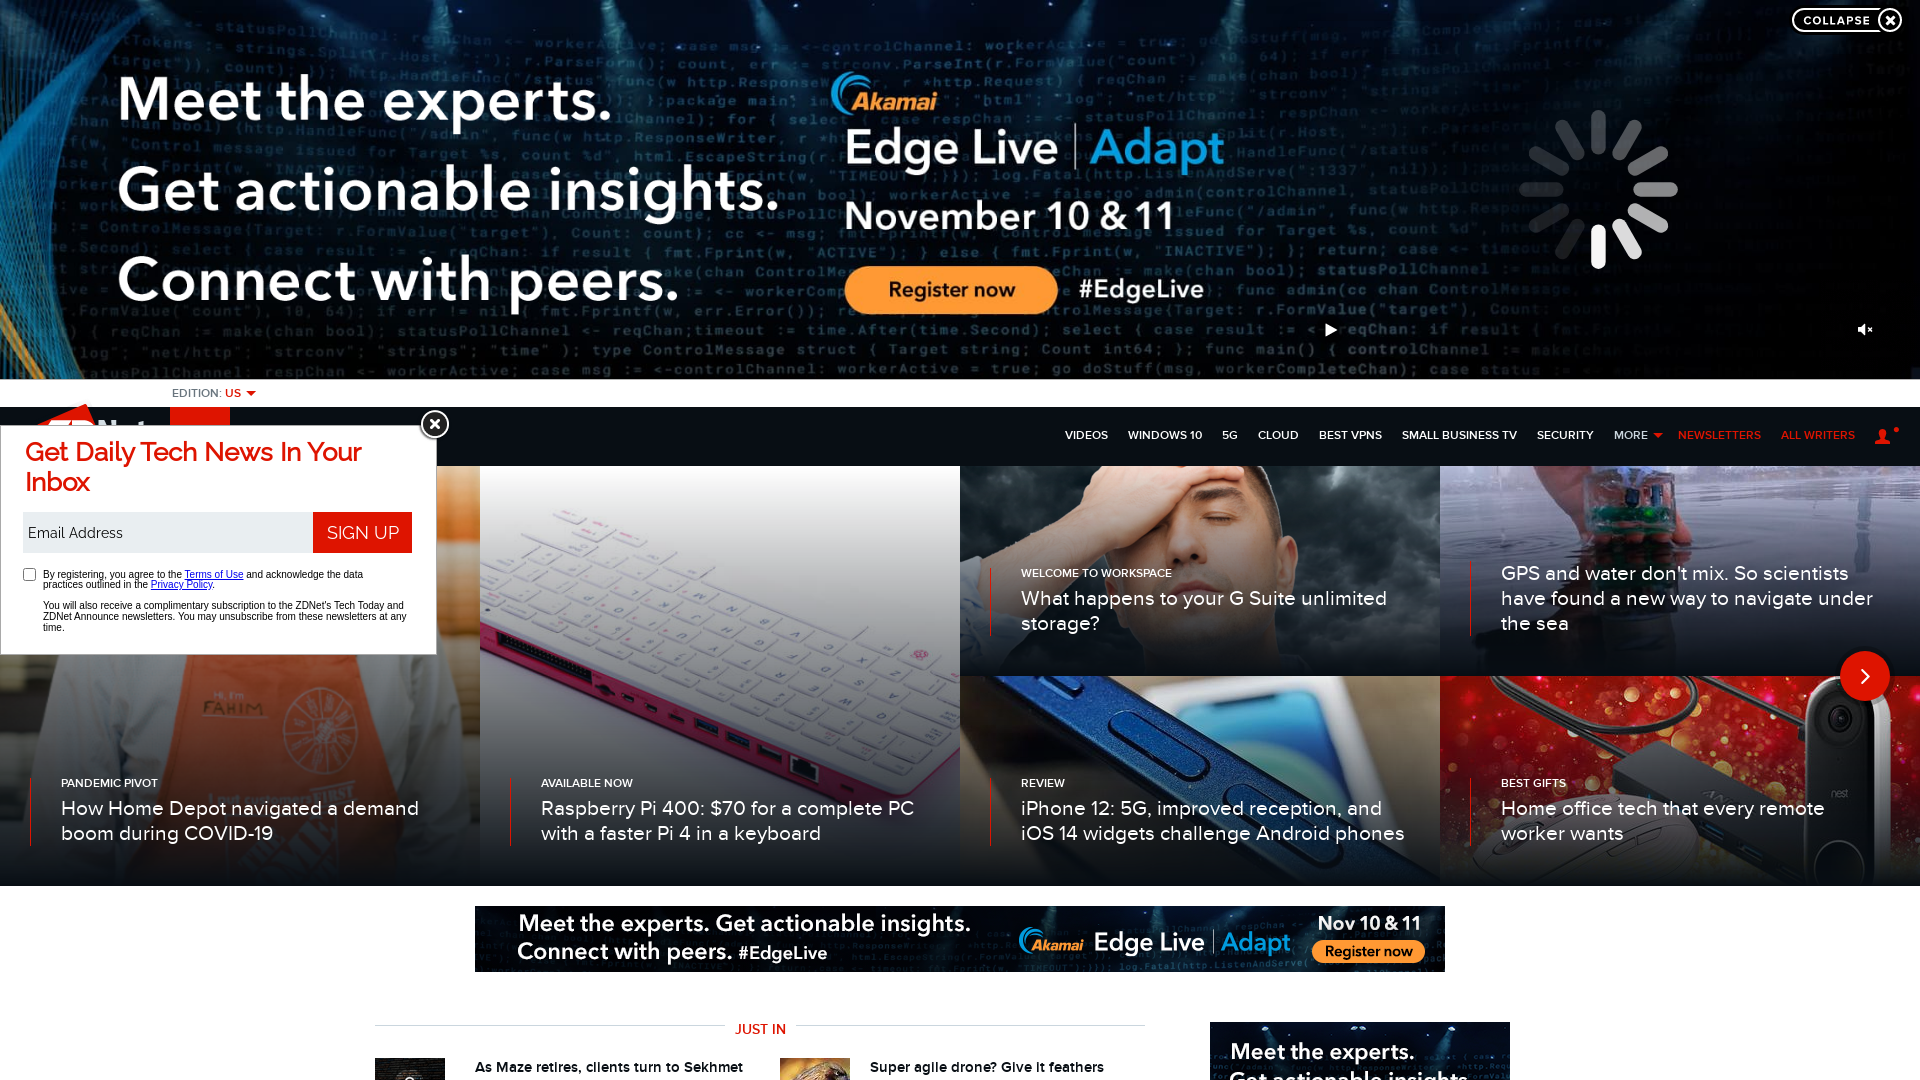 COLLAPSE
Meet the experts.
Get actionable insights.
Connect with peers.
Akamai
Edge Live | Adapt
November 10 & 11
Register now
#EdgeLive
EDITION: US
VIDEOS
WINDOWS 10
5G
CLOUD
BEST VPNS
SMALL BUSINESS TV
SECURITY
MORE
NEWSLETTERS
ALL WRITERS
Get Daily Tech News In Your
Inbox
Email Address
SIGN UP
By registering, you agree to the Terms of Use and acknowledge the data
practices outlined in the Privacy Policy.
You will also receive a complimentary subscription to the ZDNet's Tech Today and
ZDNet Announce newsletters. You may unsubscribe from these newsletters at any
time.
WELCOME TO WORKSPACE
What happens to your G Suite unlimited
storage?
GPS and water don't mix. So scientists
have found a new way to navigate under
the sea
PANDEMIC PIVOT
How Home Depot navigated a demand
boom during COVID-19
AVAILABLE NOW
Raspberry Pi 400: $70 for a complete PC
with a faster Pi 4 in a keyboard
REVIEW
iPhone 12: 5G, improved reception, and
iOS 14 widgets challenge Android phones
BEST GIFTS
Home office tech that every remote
worker wants
Meet the experts. Get actionable insights.
Connect with peers. #EdgeLive
Akamai
Edge Live | Adapt
Nov 10 & 11
Register now
JUST IN
As Maze retires, clients turn to Sekhmet
Super agile drone? Give it feathers
Meet the experts.
Get actionable insights.